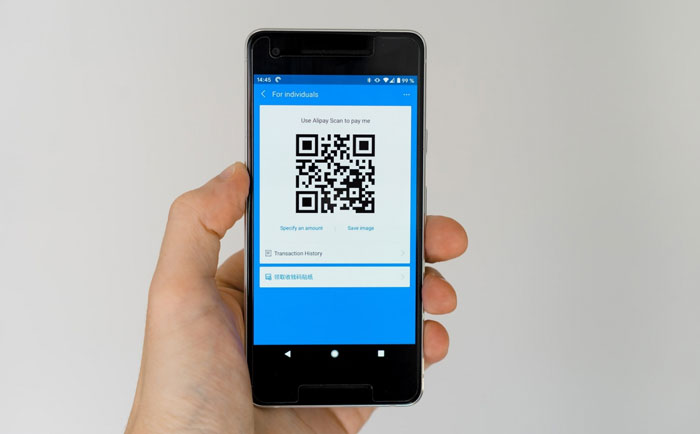 14:45 99 %
For individuals
Use Alipay Scan to pay me
Specify an amount Save image
Transaction History
领取收钱码贴纸